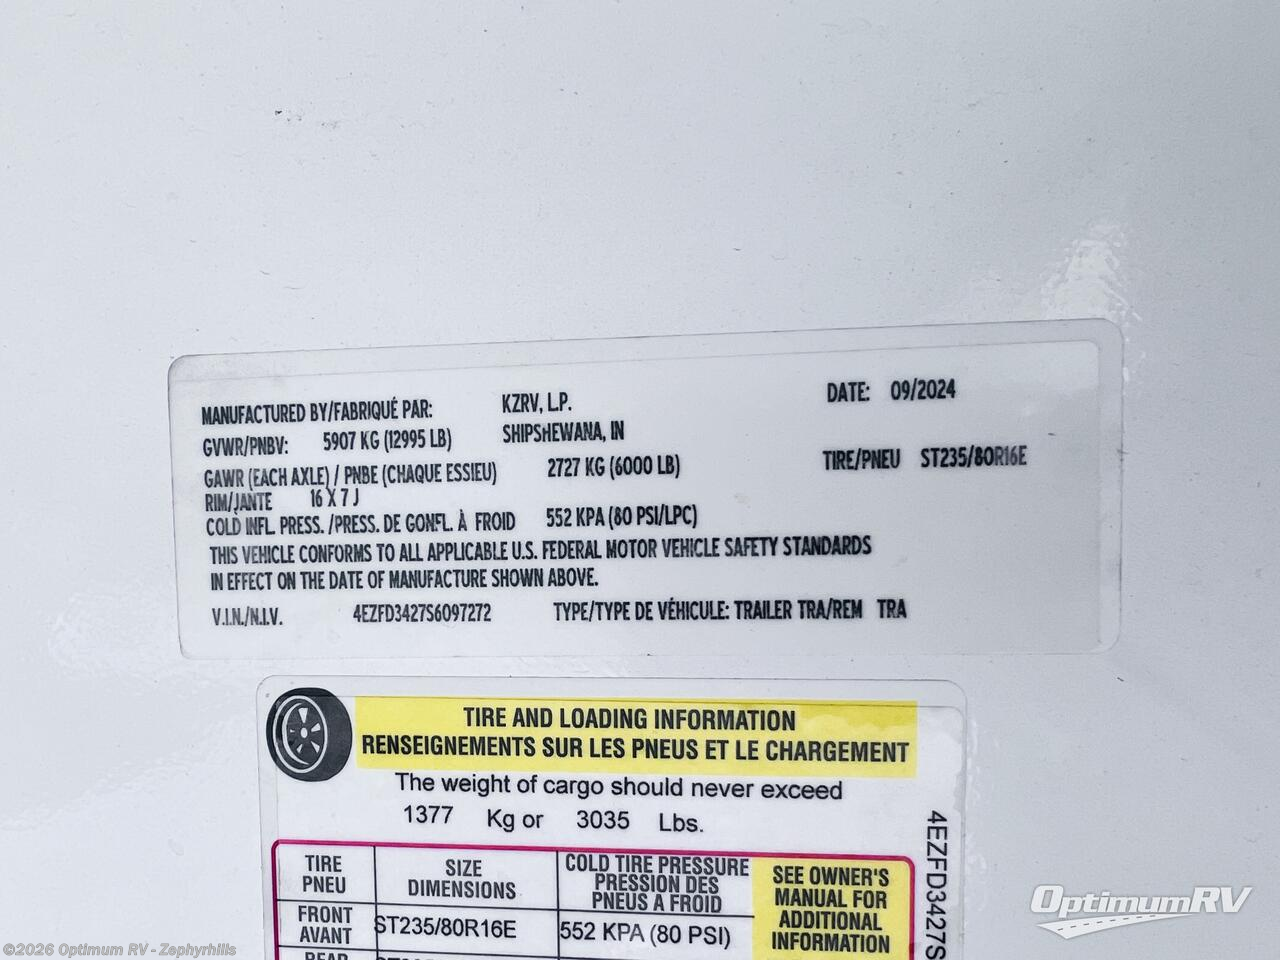 MANUFACTURED BY/FABRIQUÉ PAR: KZRV, L.P. DATE: 09/2024
GVWR/PNBV: 5907 KG (12995 LB) SHIPSHEWANA, IN
GAWR (EACH AXLE) / PNBE (CHAQUE ESSIEU) 2727 KG (6000 LB) TIRE/PNEU ST235/80R16E
RIM/JANTE 16 X 7 J
COLD INFL. PRESS. /PRESS. DE GONFL. À FROID 552 KPA (80 PSI/LPC)
THIS VEHICLE CONFORMS TO ALL APPLICABLE U.S. FEDERAL MOTOR VEHICLE SAFETY STANDARDS
IN EFFECT ON THE DATE OF MANUFACTURE SHOWN ABOVE.
V.I.N./N.I.V. 4EZFD3427S6097272 TYPE/TYPE DE VÉHICULE: TRAILER TRA/REM TRA
TIRE AND LOADING INFORMATION
RENSEIGNEMENTS SUR LES PNEUS ET LE CHARGEMENT
The weight of cargo should never exceed
1377 Kg or 3035 Lbs.
TIRE
PNEU
SIZE
DIMENSIONS
COLD TIRE PRESSURE
PRESSION DES
PNEUS A FROID
SEE OWNER'S
MANUAL FOR
ADDITIONAL
INFORMATION
FRONT
AVANT
ST235/80R16E
552 KPA (80 PSI)
REAR
4EZFD3427S
OptimumRV
©2026 Optimum RV - Zephyrhills